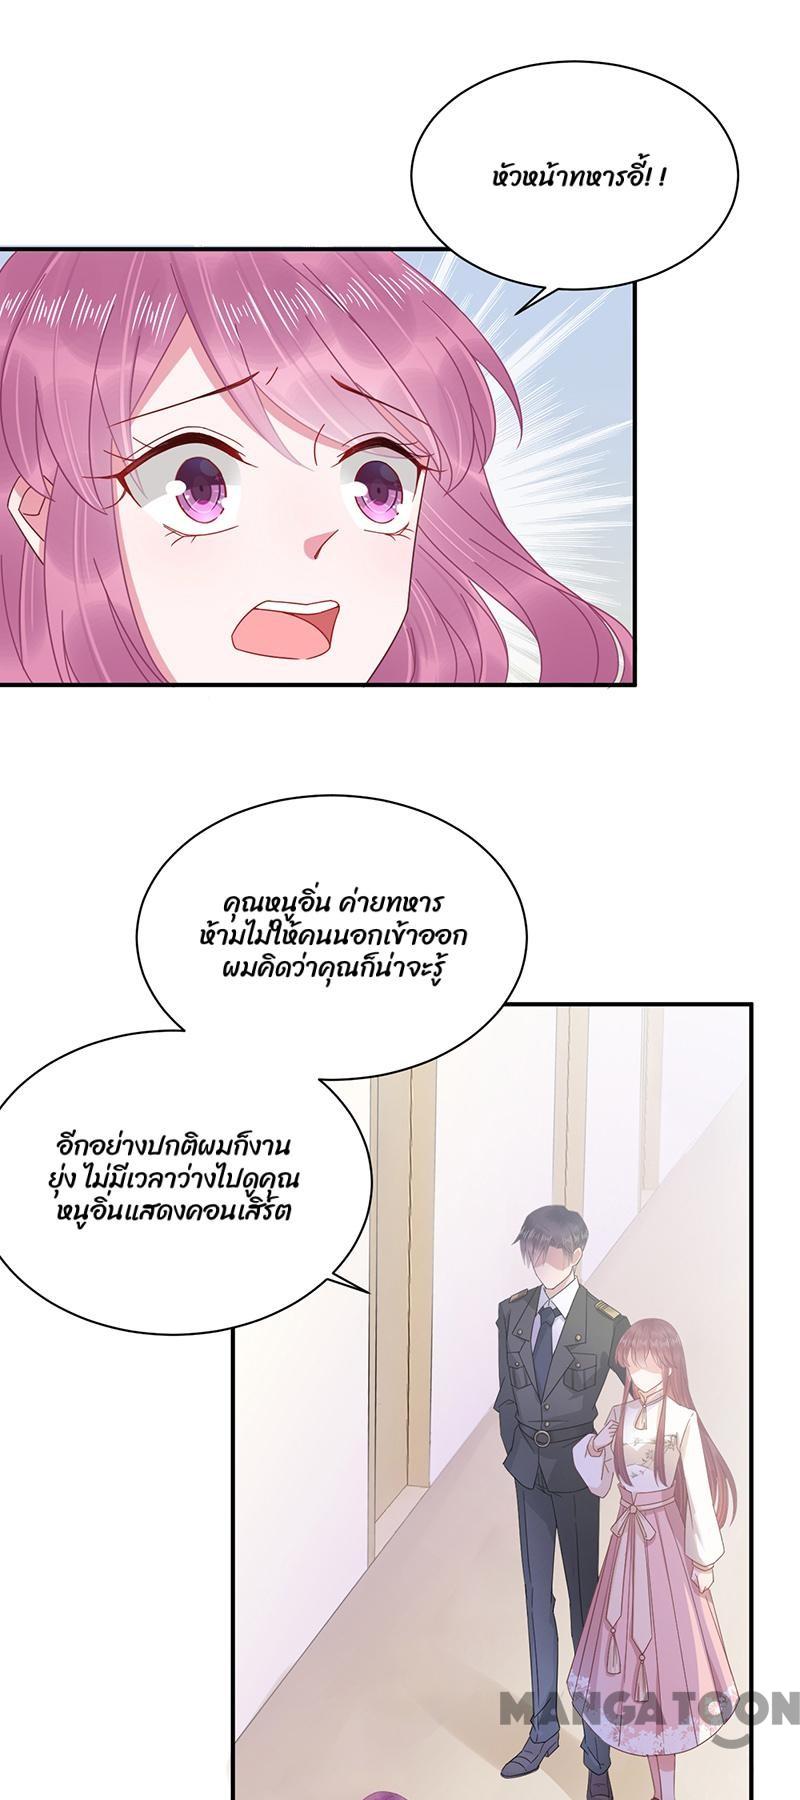 หัวหน้าทหารอี้!!
คุณหนูอิ่น ค่ายทหาร
ห้ามไม่ให้คนนอกเข้าออก
ผมคิดว่าคุณก็น่าจะรู้
อีกอย่างปกติผมก็งาน
ยุ่ง ไม่มีเวลาว่างไปดูคุณ
หนูอิ่นแสดงคอนเสิร์ต
MANGATOON